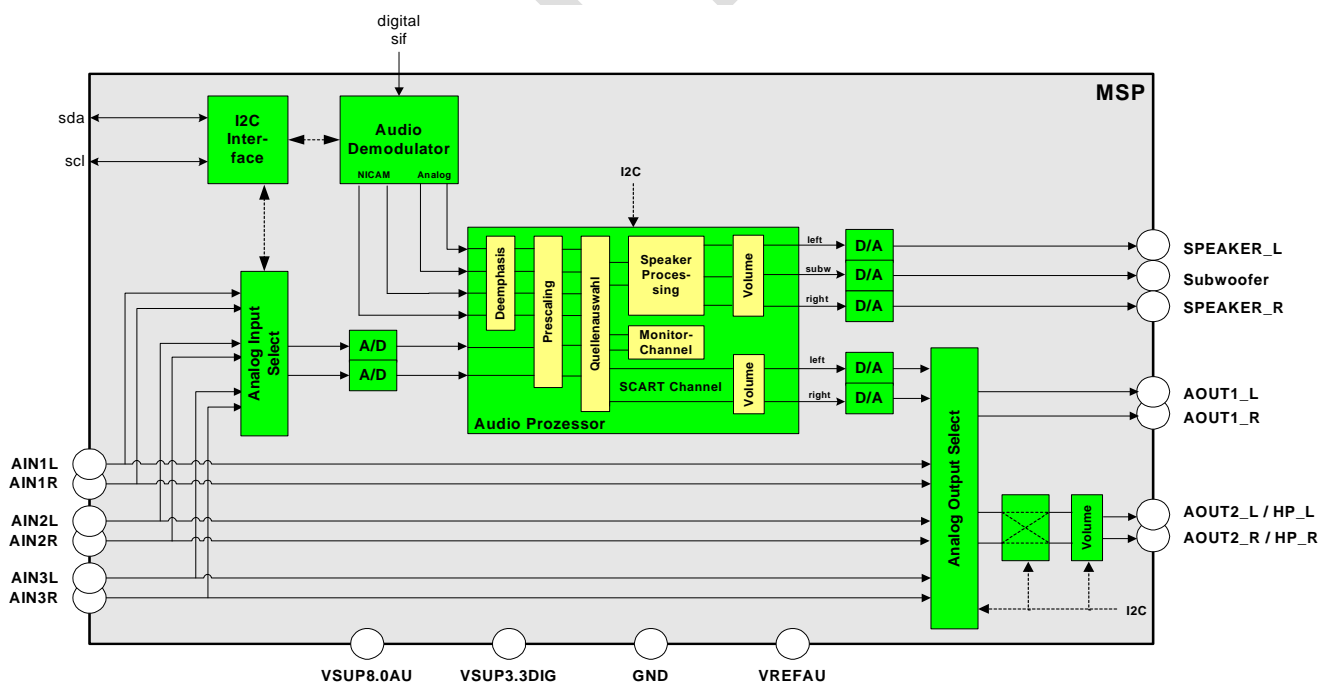 digital
sif
MSP
sda
scl
I2C
Inter-
face
Audio
Demodulator
NICAM
Analog
I2C
Deemphasis
Prescaling
Quellenauswahl
Speaker
Proces-
sing
Volume
left
subw
right
D/A
D/A
D/A
SPEAKER_L
Subwoofer
SPEAKER_R
Analog Input
Select
A/D
A/D
Monitor-
Channel
SCART Channel
Volume
left
right
D/A
D/A
Audio Prozessor
Analog Output Select
AOUT1_L
AOUT1_R
AIN1L
AIN1R
AIN2L
AIN2R
AIN3L
AIN3R
Volume
AOUT2_L / HP_L
AOUT2_R / HP_R
I2C
VSUP8.0AU
VSUP3.3DIG
GND
VREFAU